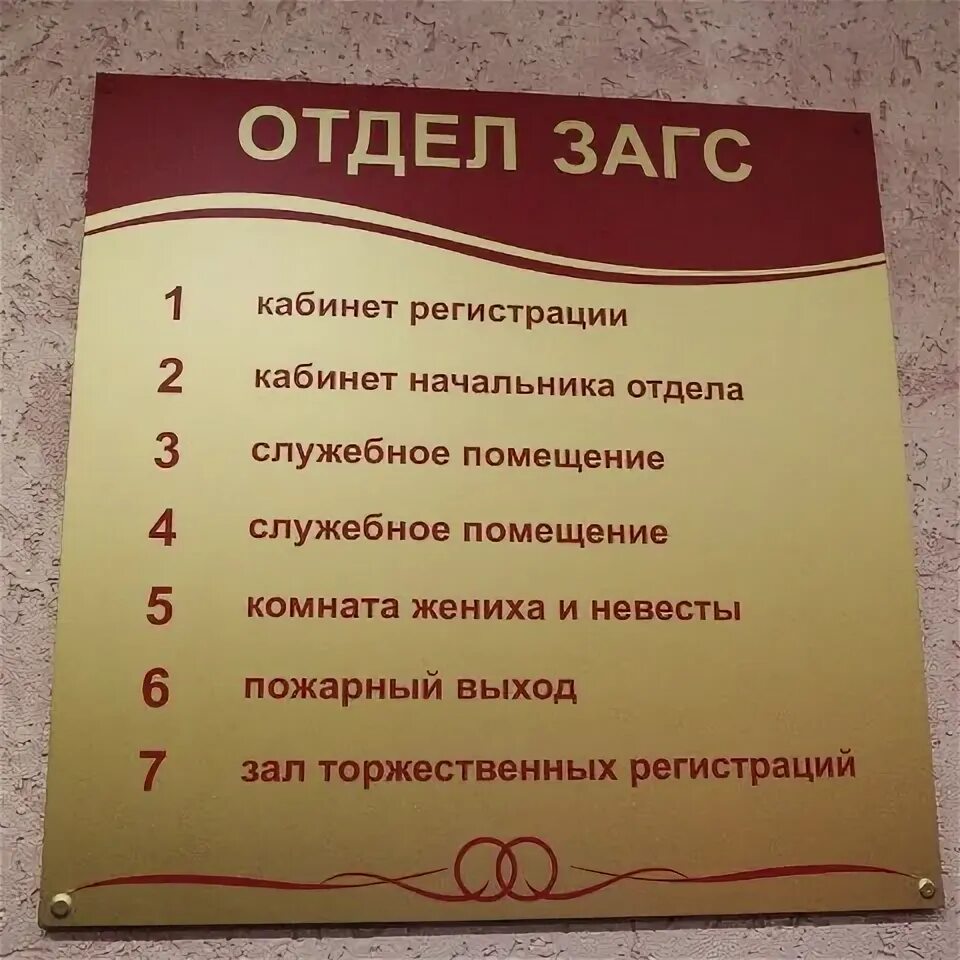 ОТДЕЛ ЗАГС
1 кабинет регистрации
2 кабинет начальника отдела
3 служебное помещение
4 служебное помещение
5 комната жениха и невесты
6 пожарный выход
7 зал торжественных регистраций